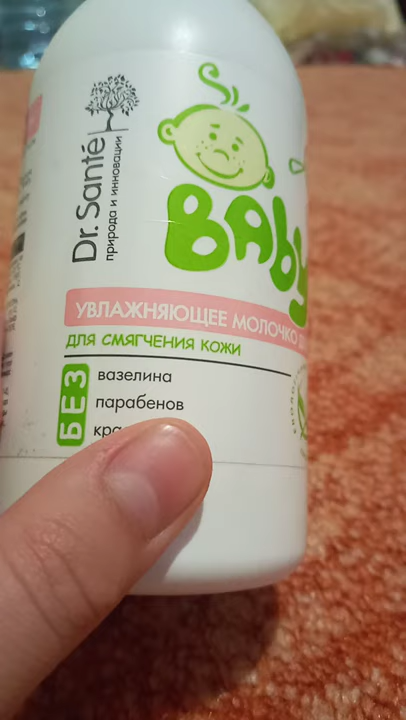 Dr. Santé
природа и инновации
Baby
УВЛАЖНЯЮЩЕЕ МОЛОЧКО
ДЛЯ СМЯГЧЕНИЯ КОЖИ
БЕЗ
вазелина
парабенов